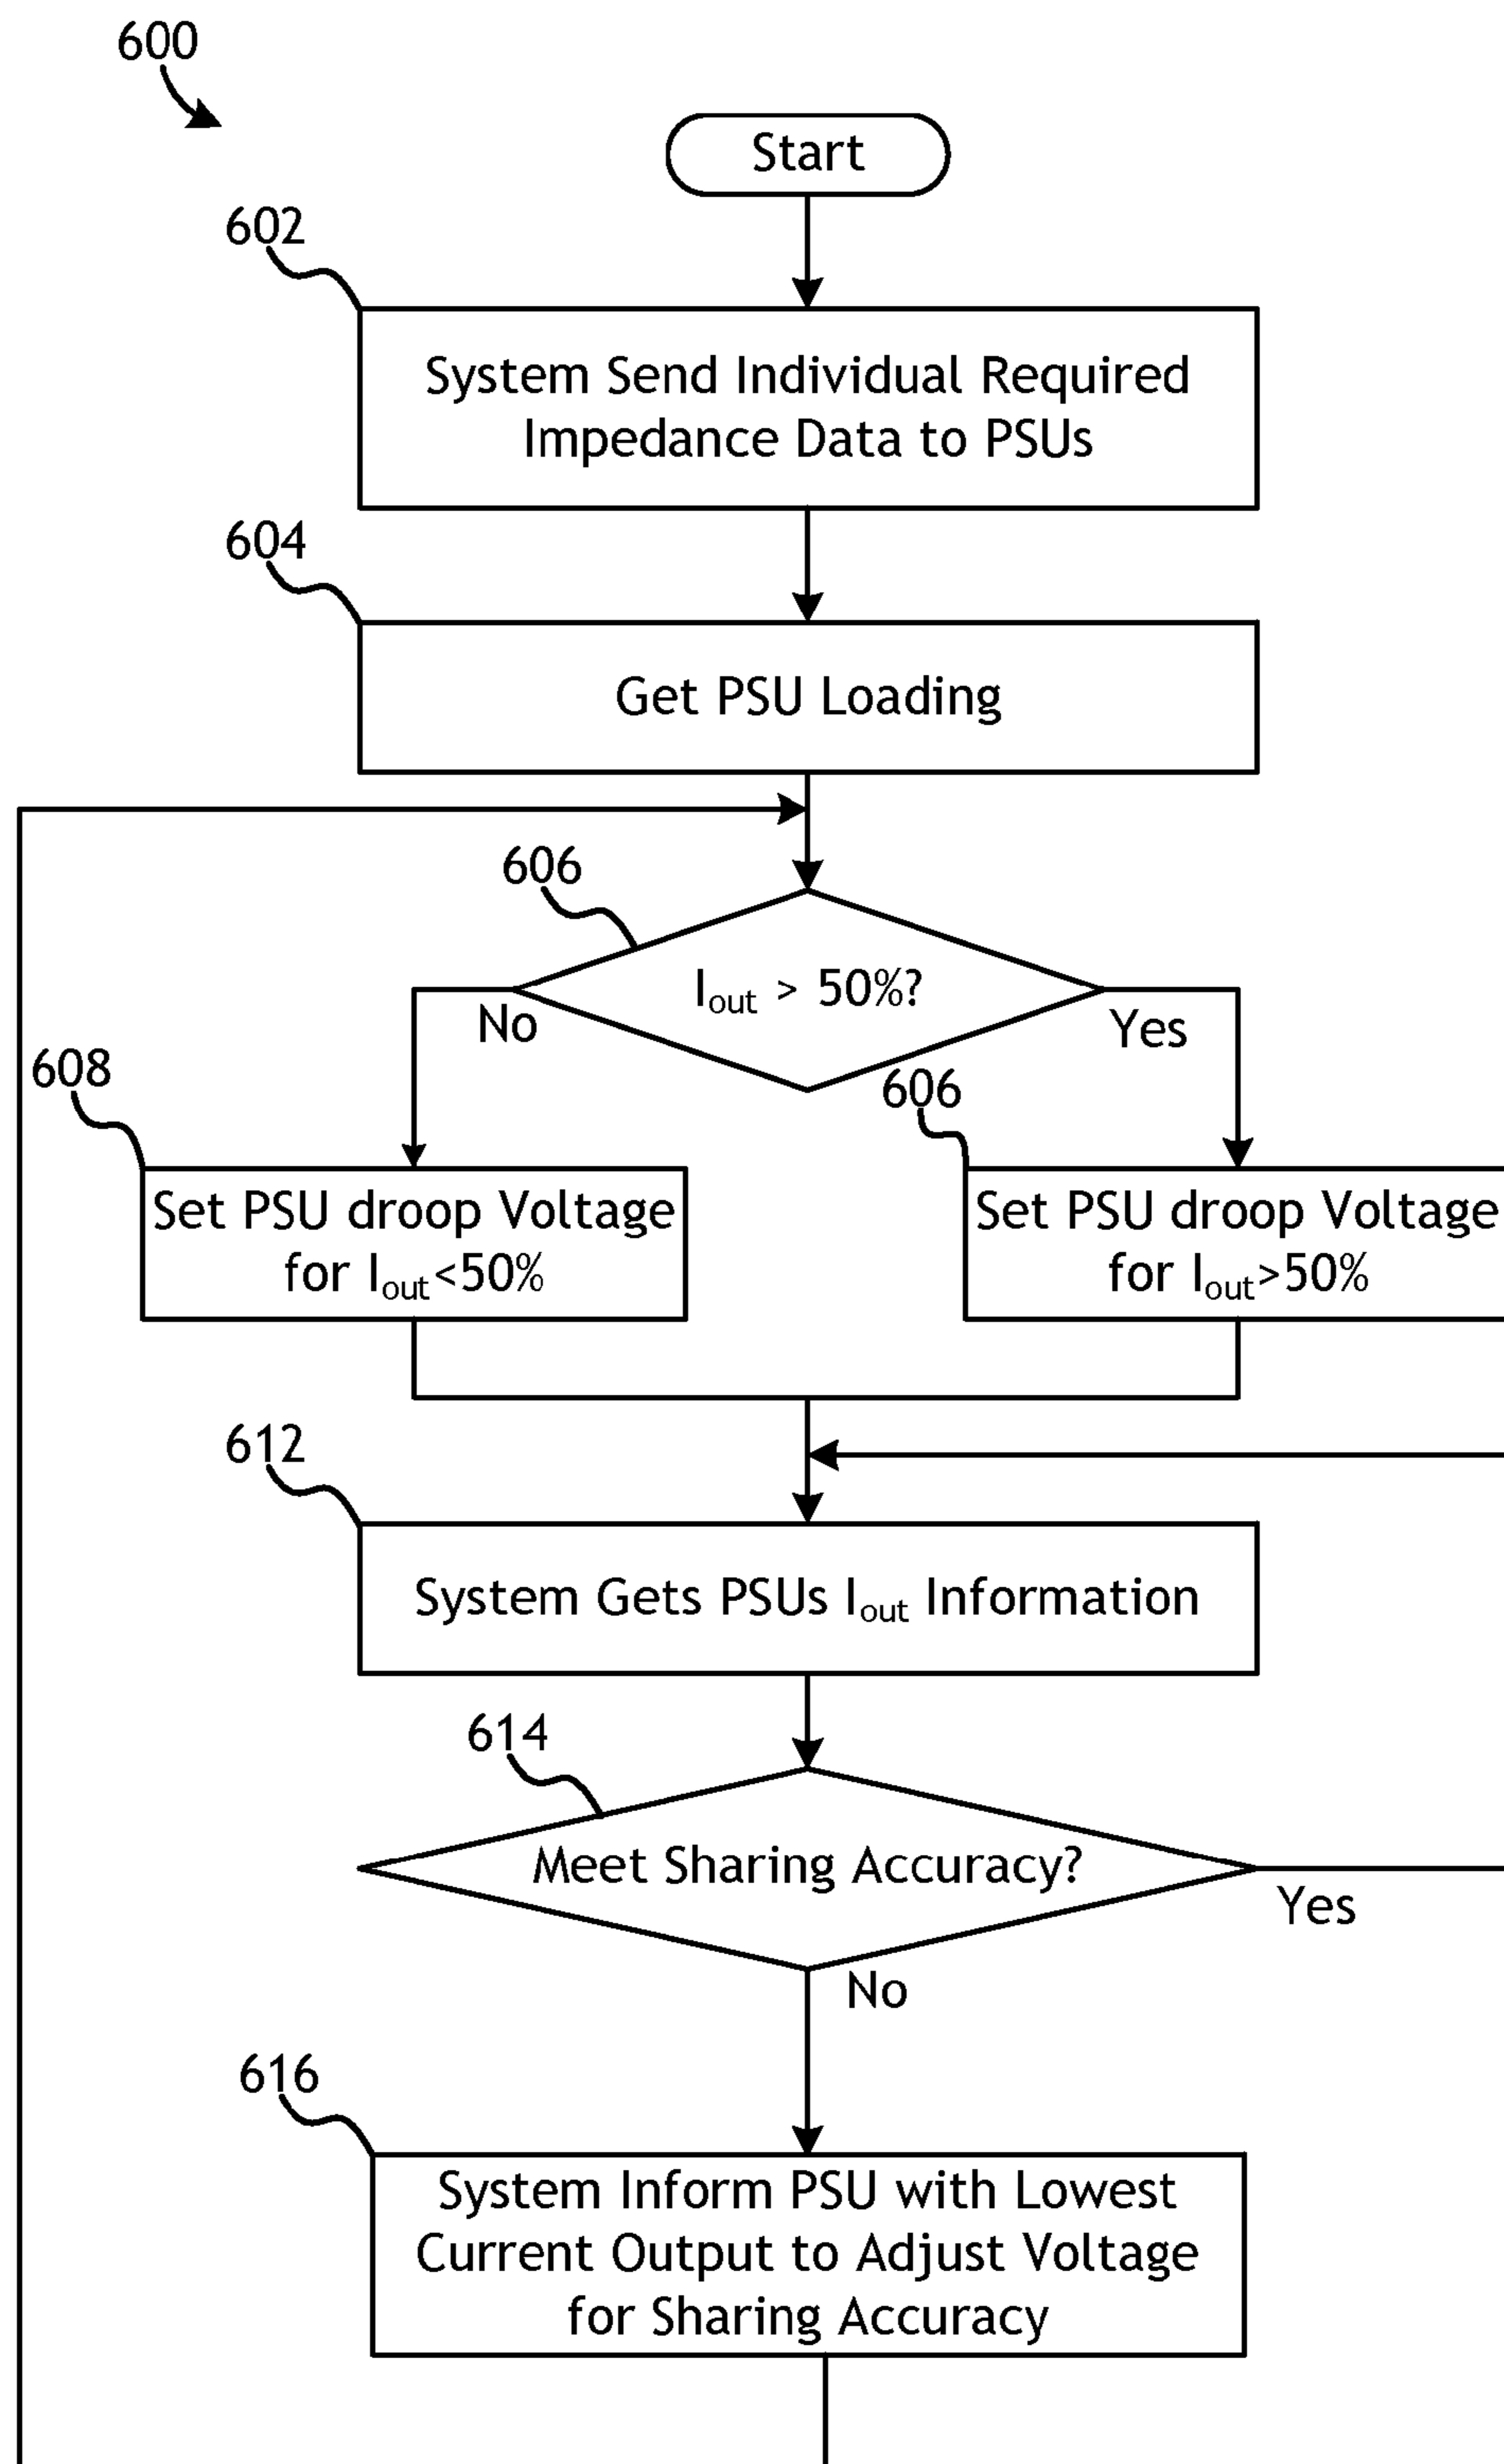 600
Start
602
System Send Individual Required
Impedance Data to PSUs
604
Get PSU Loading
606
Iout > 50%?
No
Yes
608
606
Set PSU droop Voltage
for Iout<50%
Set PSU droop Voltage
for Iout>50%
612
System Gets PSUs Iout Information
614
Meet Sharing Accuracy?
Yes
No
616
System Inform PSU with Lowest
Current Output to Adjust Voltage
for Sharing Accuracy